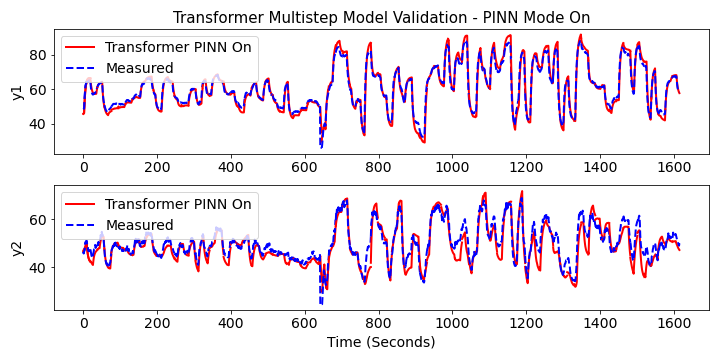 Transformer Multistep Model Validation - PINN Mode On
Transformer PINN On
Measured
y1
80
60
40
0 200 400 600 800 1000 1200 1400 1600
Transformer PINN On
Measured
y2
60
40
0 200 400 600 800 1000 1200 1400 1600
Time (Seconds)